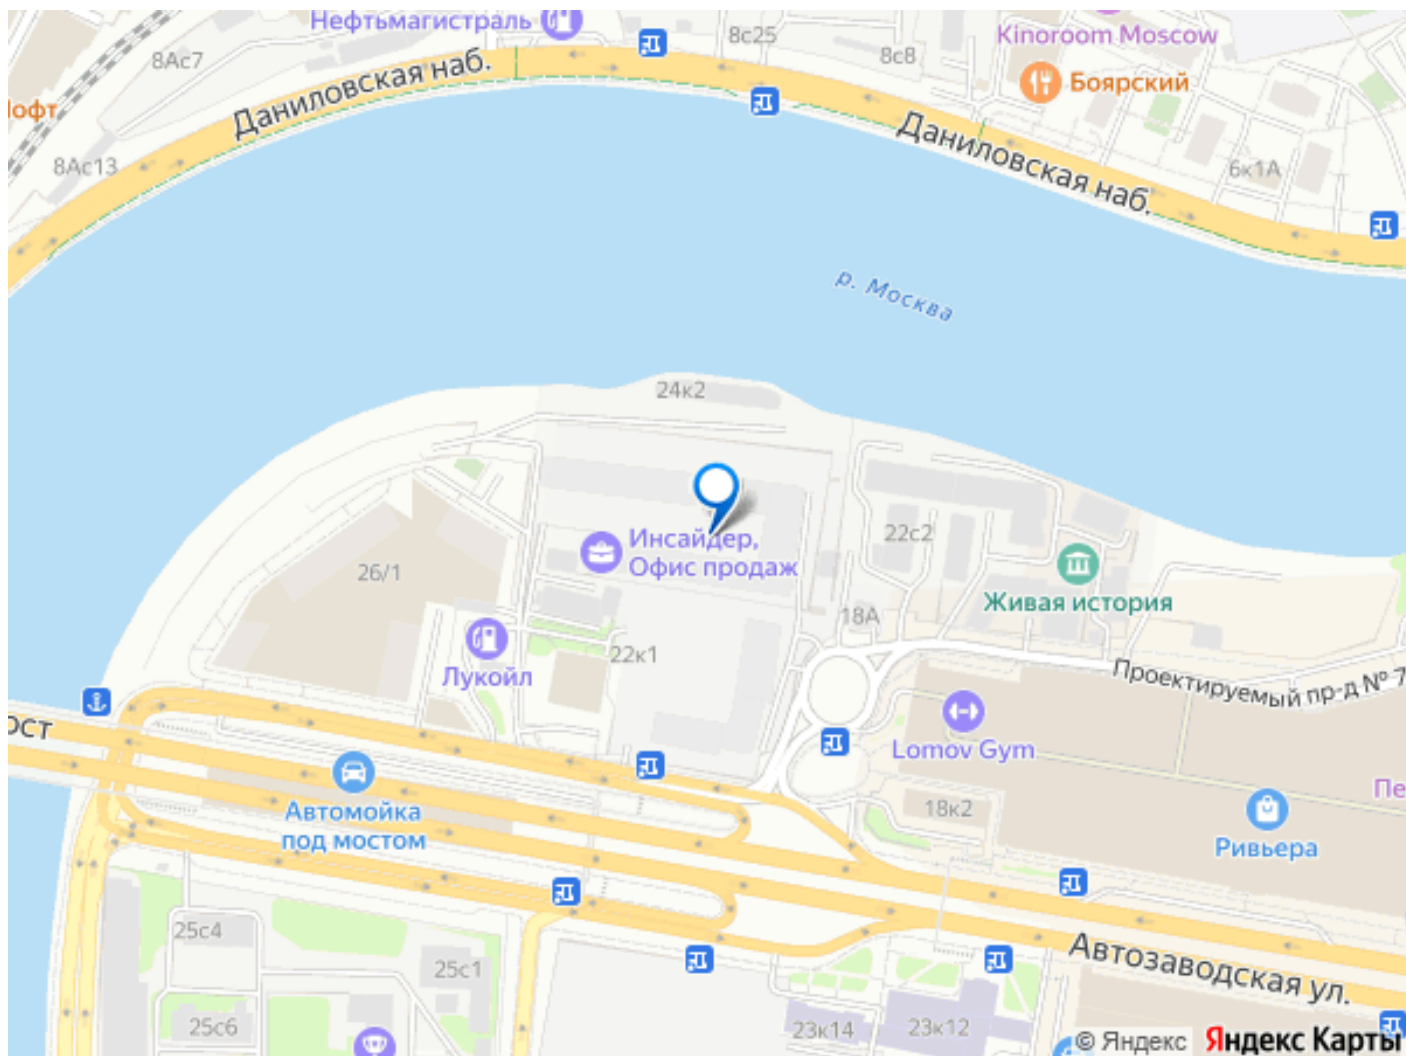 Нефтьмагистраль
8с25
Kinoroom Moscow
8Ас7
8с8
Даниловская наб.
Боярский
Лофт
Даниловская наб.
8Ас13
6к1А
р. Москва
24к2
Инсайдер,
Офис продаж
22с2
26/1
Живая история
18А
22к1
Лукойл
Проектируемый пр-д № 7
ост
Lomov Gym
Автомойка
под мостом
Пе
18к2
Ривьера
25с4
25с1
Автозаводская ул.
25с6
23к14
23к12
© Яндекс Яндекс Карты